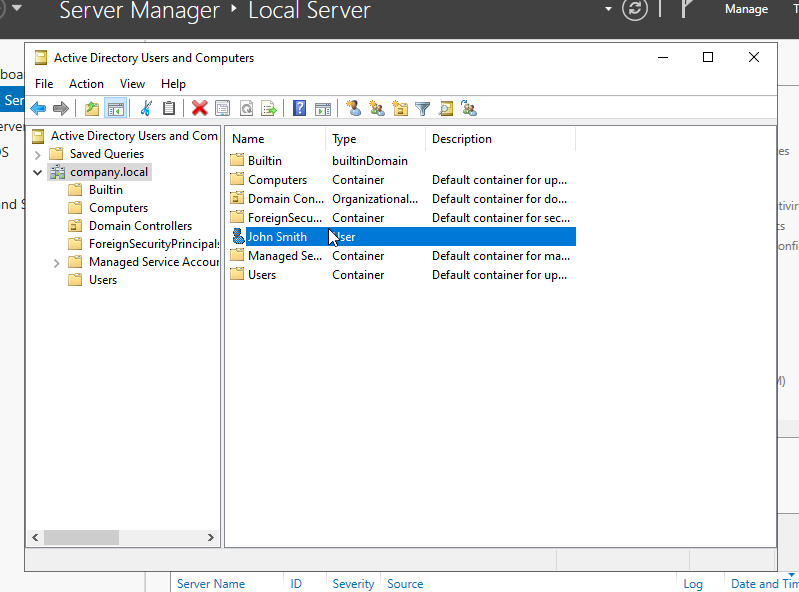 Server Manager ‣ Local Server
Manage
Active Directory Users and Computers
File Action View Help
Active Directory Users and Com
Saved Queries
company.local
Builtin
Computers
Domain Controllers
ForeignSecurityPrincipals
Managed Service Accour
Users
Name Type Description
Builtin builtinDomain
Computers Container Default container for up...
Domain Con... Organizational... Default container for do...
ForeignSecu... Container Default container for sec...
John Smith User
Managed Se... Container Default container for ma...
Users Container Default container for up...
Server Name ID Severity Source Log Date and Tim